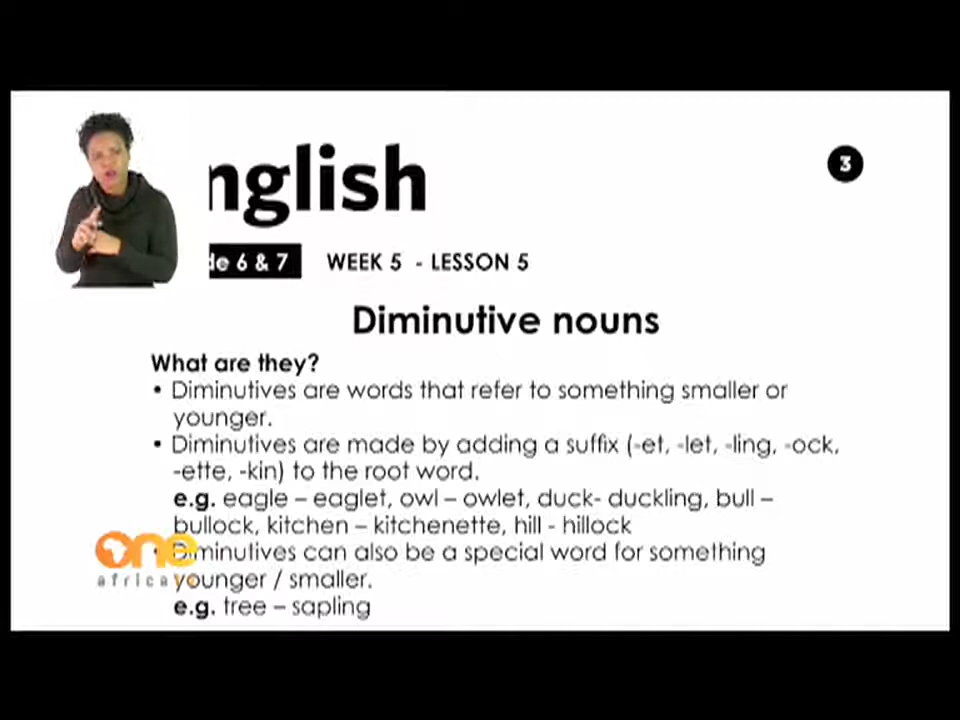 nglish
3
de 6 & 7 WEEK 5 - LESSON 5
Diminutive nouns
What are they?
• Diminutives are words that refer to something smaller or
younger.
• Diminutives are made by adding a suffix (-et, -let, -ling, -ock,
-ette, -kin) to the root word.
e.g. eagle – eaglet, owl – owlet, duck- duckling, bull –
bullock, kitchen – kitchenette, hill - hillock
Diminutives can also be a special word for something
younger / smaller.
e.g. tree – sapling
one
africa